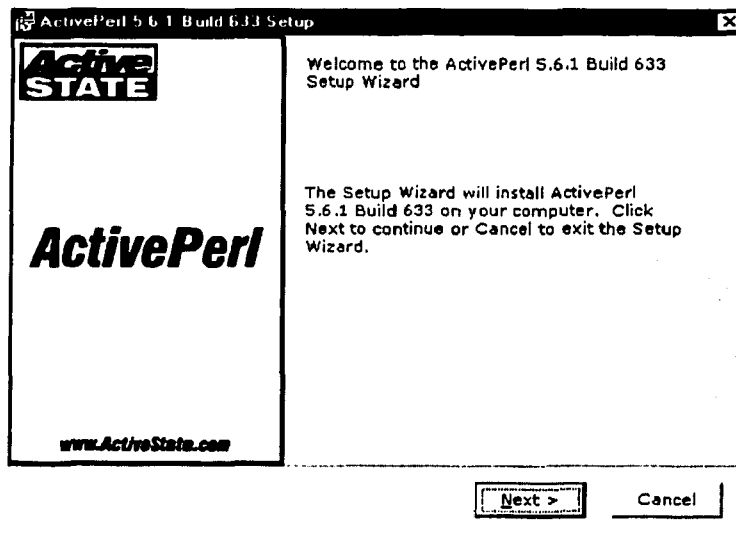 ActivePerl 5.6.1 Build 633 Setup
Active
STATE
Welcome to the ActivePerl 5.6.1 Build 633
Setup Wizard
The Setup Wizard will install ActivePerl
5.6.1 Build 633 on your computer. Click
Next to continue or Cancel to exit the Setup
Wizard.
ActivePerl
www.ActiveState.com
Next >
Cancel